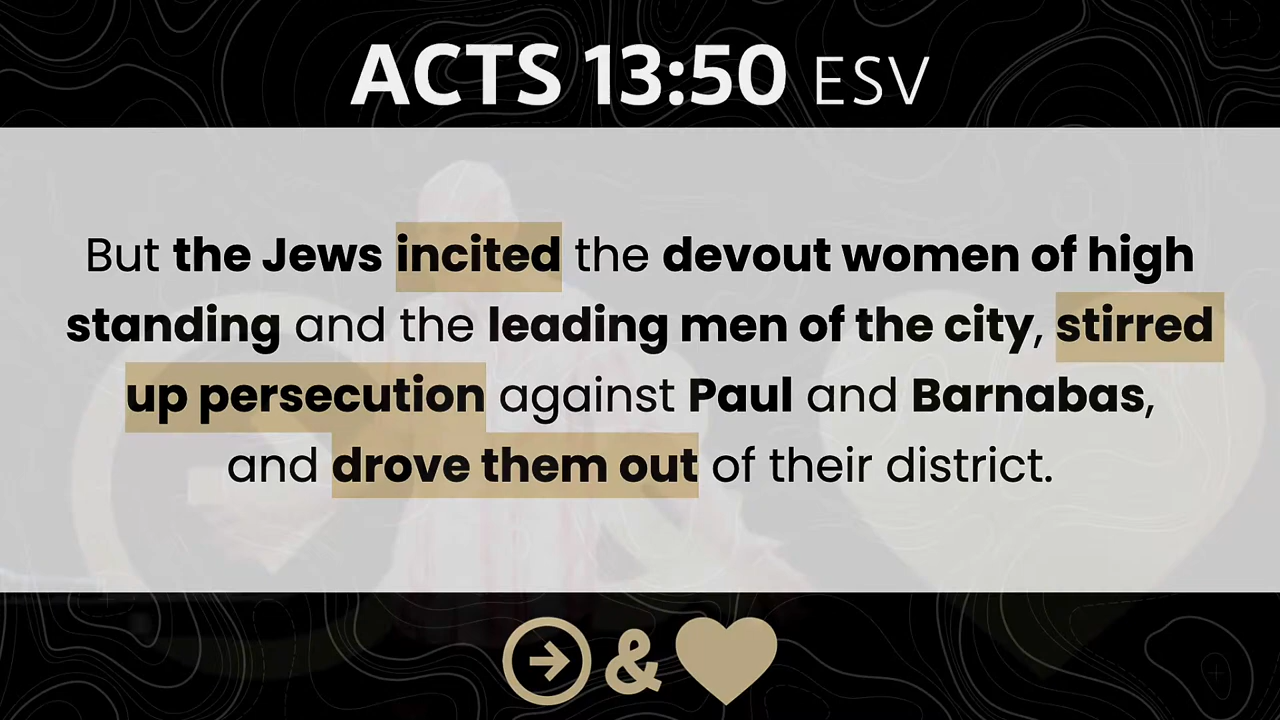 ACTS 13:50 ESV
But the Jews incited the devout women of high
standing and the leading men of the city, stirred
up persecution against Paul and Barnabas,
and drove them out of their district.
&